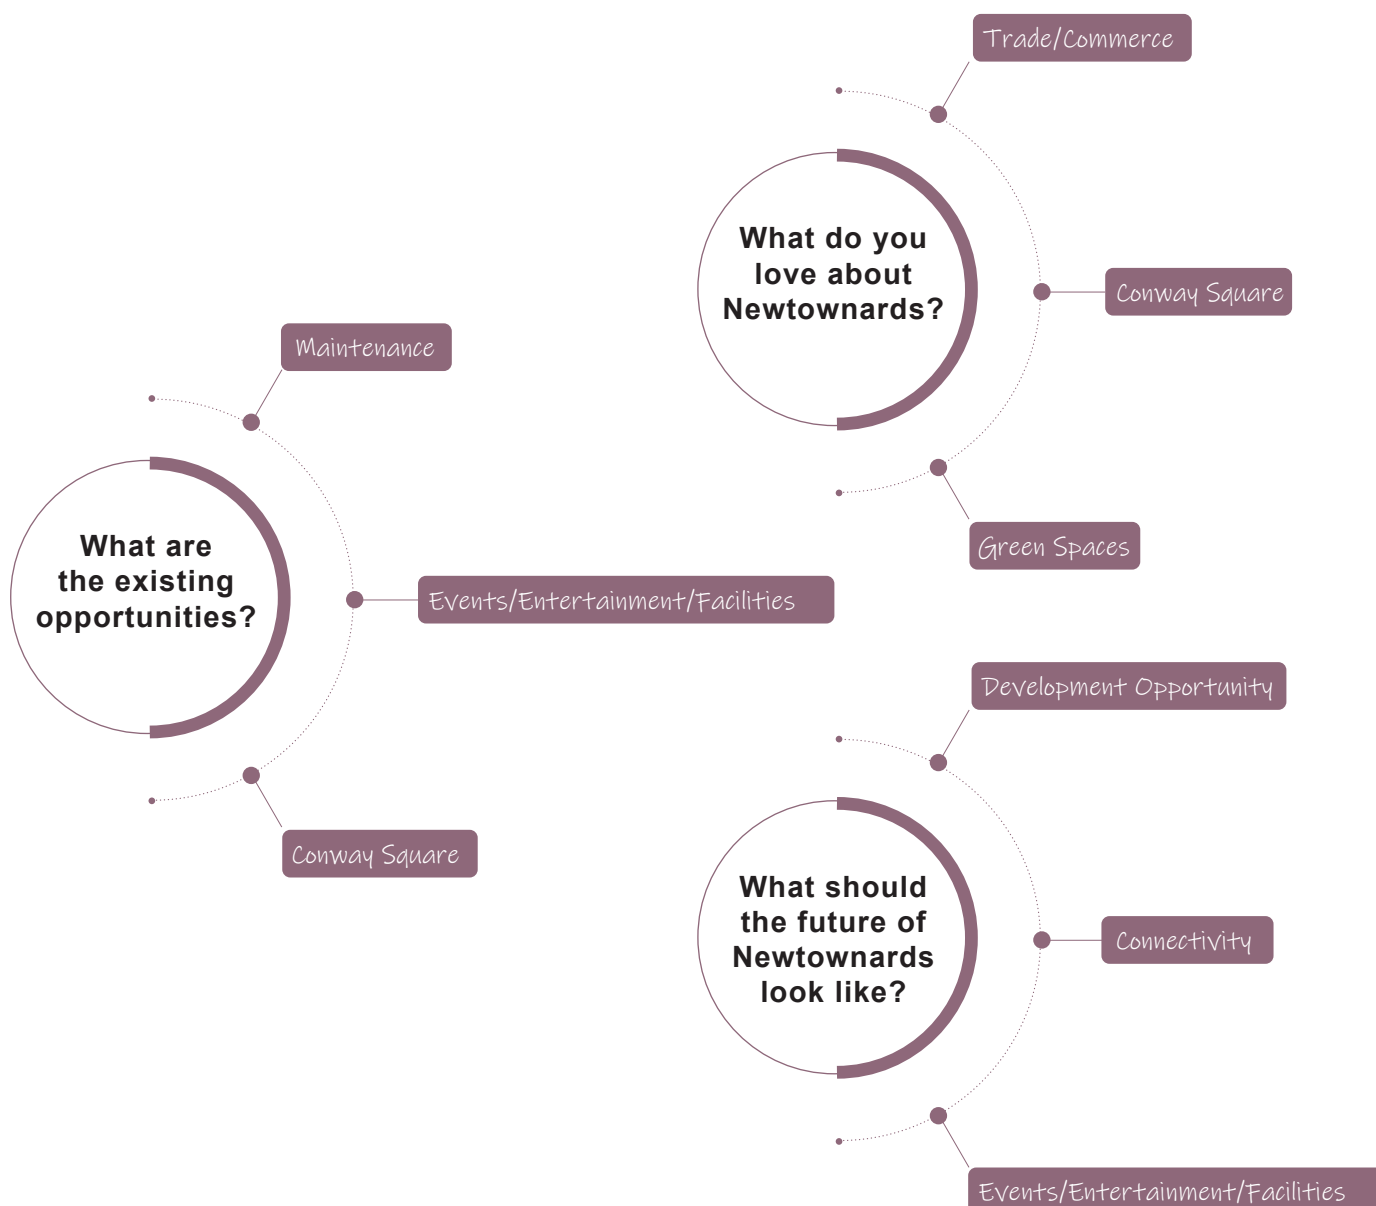 Trade/Commerce
What do you
love about
Newtownards?
Conway Square
Green Spaces
Maintenance
What are
the existing
opportunities?
Events/Entertainment/Facilities
Conway Square
Development Opportunity
What should
the future of
Newtownards
look like?
Connectivity
Events/Entertainment/Facilities